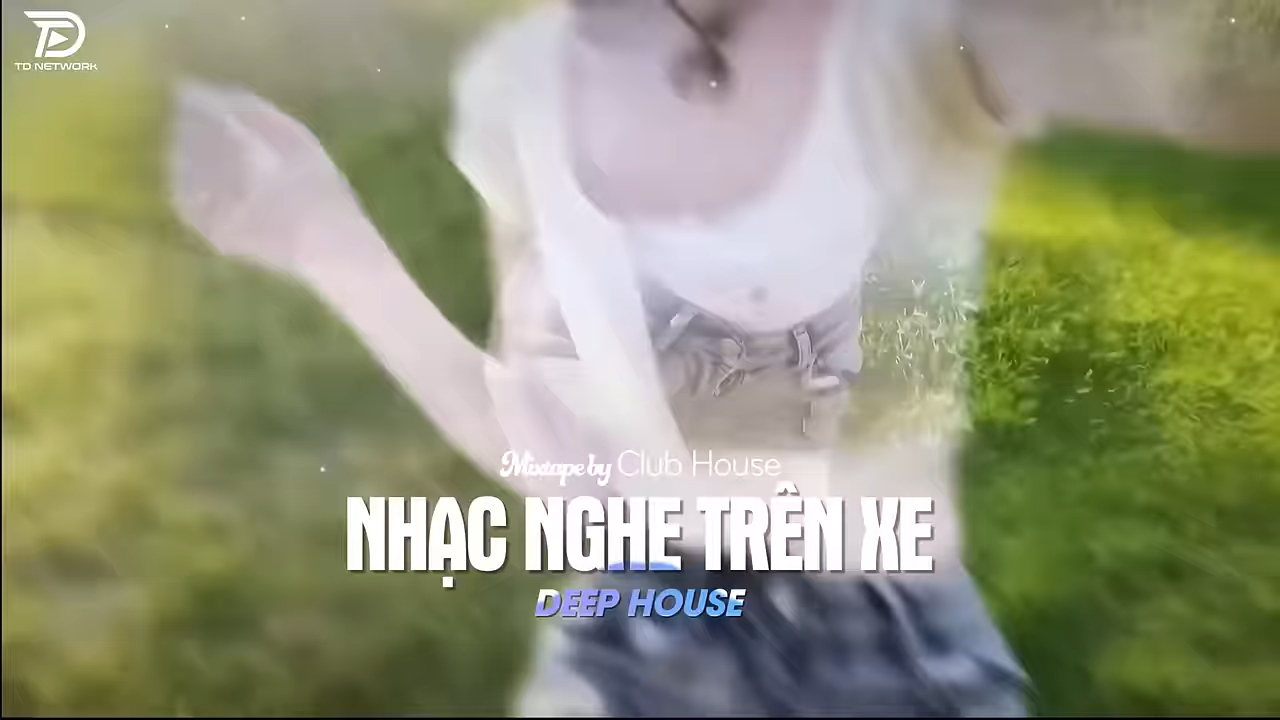 TD NETWORK
Mixtape by Club House
NHẠC NGHE TRÊN XE
DEEP HOUSE